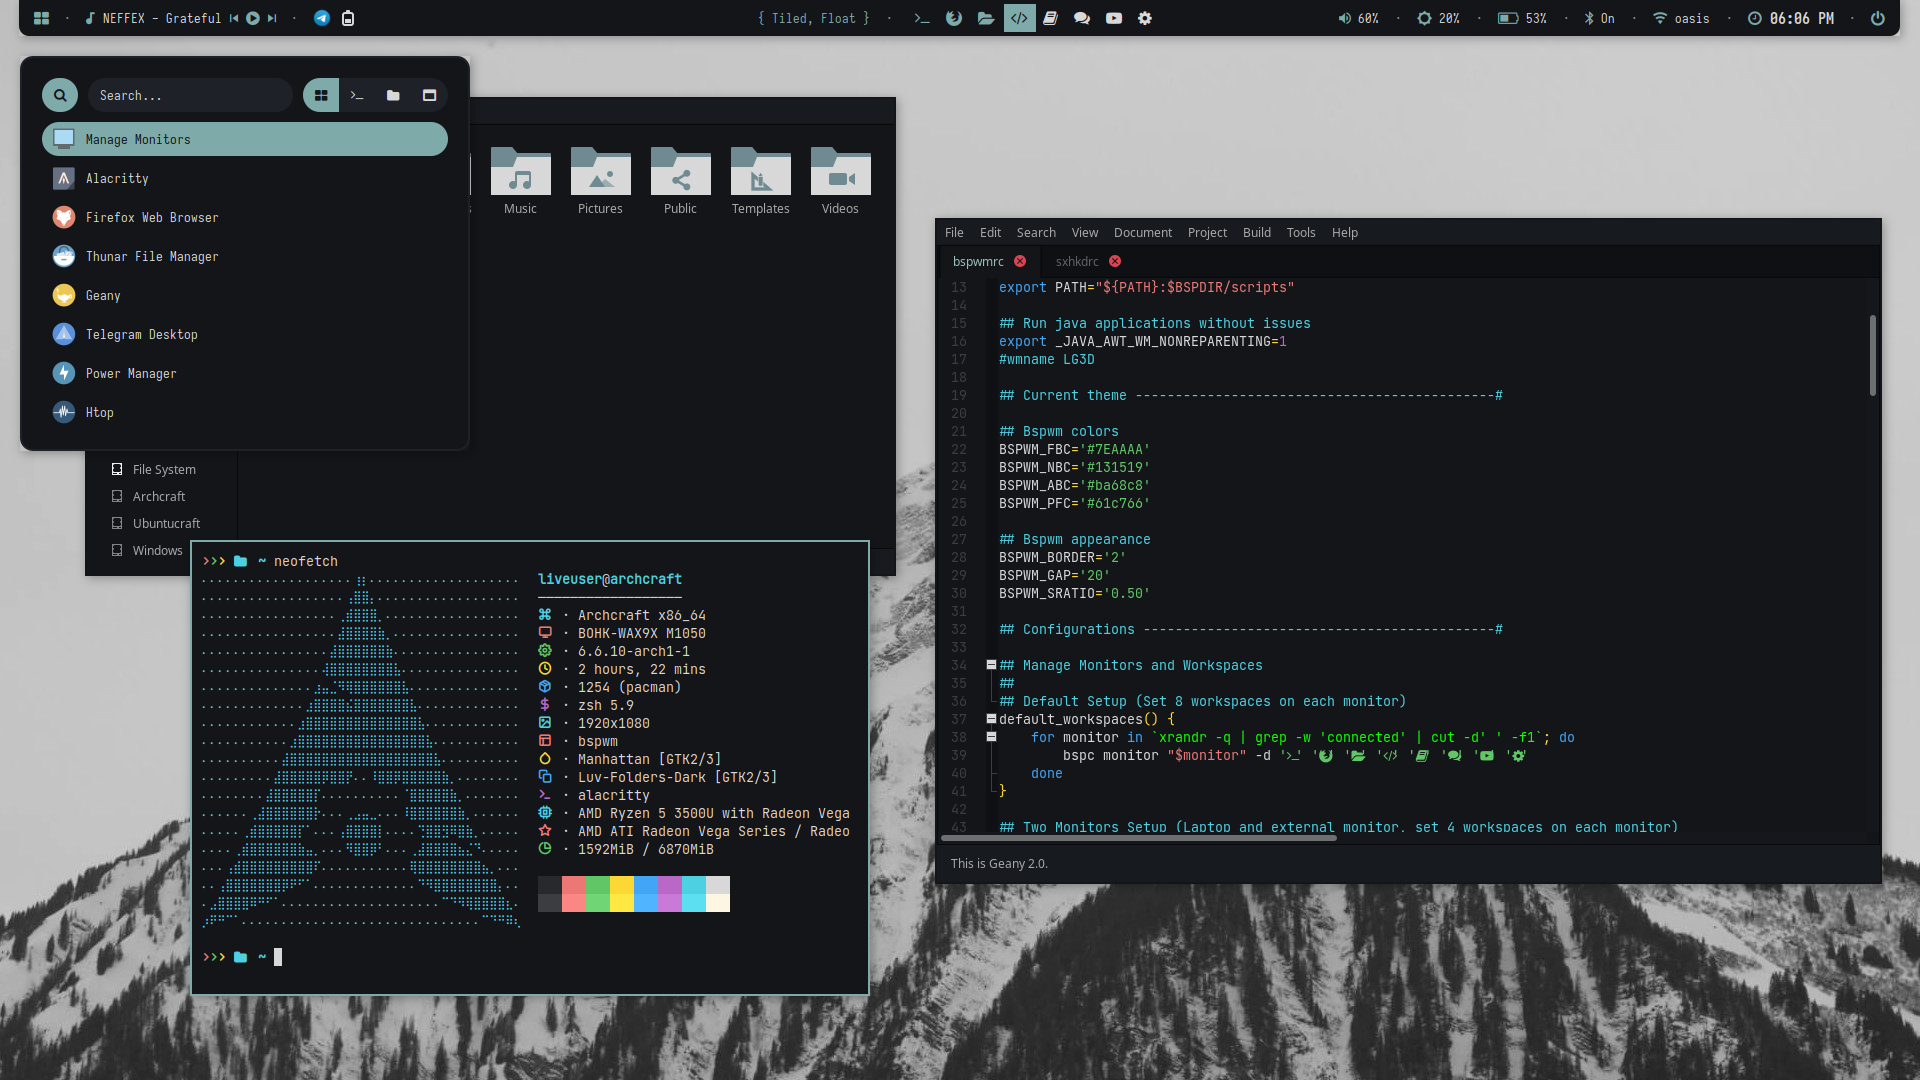 NEFFEX - Grateful
{ Tiled, Float }
60%
20%
53%
On
oasis
06:06 PM
Search...
Manage Monitors
Alacritty
Firefox Web Browser
Thunar File Manager
Geany
Telegram Desktop
Power Manager
Htop
Music
Pictures
Public
Templates
Videos
File System
Archcraft
Ubuntucraft
Windows
~ neofetch
liveuser@archcraft
· Archcraft x86_64
· BOHK-WAX9X M1050
· 6.6.10-arch1-1
· 2 hours, 22 mins
· 1254 (pacman)
· zsh 5.9
· 1920x1080
· bspwm
· Manhattan [GTK2/3]
· Luv-Folders-Dark [GTK2/3]
· alacritty
· AMD Ryzen 5 3500U with Radeon Vega
· AMD ATI Radeon Vega Series / Radeo
· 1592MiB / 6870MiB
~
File Edit Search View Document Project Build Tools Help
bspwmrc sxhkdrc
13 export PATH="${PATH}:$BSPDIR/scripts"
14
15 ## Run java applications without issues
16 export _JAVA_AWT_WM_NONREPARENTING=1
17 #wmname LG3D
18
19 ## Current theme ---------------------------------------------#
20
21 ## Bspwm colors
22 BSPWM_FBC='#7EAAAA'
23 BSPWM_NBC='#131519'
24 BSPWM_ABC='#ba68c8'
25 BSPWM_PFC='#61c766'
26
27 ## Bspwm appearance
28 BSPWM_BORDER='2'
29 BSPWM_GAP='20'
30 BSPWM_SRATIO='0.50'
31
32 ## Configurations --------------------------------------------#
33
34 ## Manage Monitors and Workspaces
35 ##
36 ## Default Setup (Set 8 workspaces on each monitor)
37 default_workspaces() {
38 for monitor in `xrandr -q | grep -w 'connected' | cut -d' ' -f1`; do
39 bspc monitor "$monitor" -d '' '' '' '' '' '' '' ''
40 done
41 }
42
43 ## Two Monitors Setup (Laptop and external monitor, set 4 workspaces on each monitor)
This is Geany 2.0.